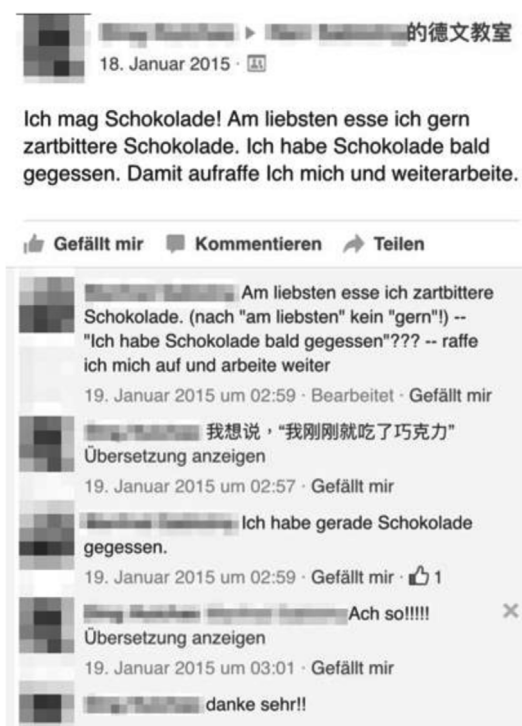 的德文教室
18. Januar 2015 ·
Ich mag Schokolade! Am liebsten esse ich gern
zartbittere Schokolade. Ich habe Schokolade bald
gegessen. Damit aufraffe Ich mich und weiterarbeite.
Gefällt mir Kommentieren Teilen
Am liebsten esse ich zartbittere
Schokolade. (nach "am liebsten" kein "gern"!) --
"Ich habe Schokolade bald gegessen"??? -- raffe
ich mich auf und arbeite weiter
19. Januar 2015 um 02:59 · Bearbeitet · Gefällt mir
我想说，“我刚刚就吃了巧克力”
Übersetzung anzeigen
19. Januar 2015 um 02:57 · Gefällt mir
Ich habe gerade Schokolade
gegessen.
19. Januar 2015 um 02:59 · Gefällt mir · 1
Ach so!!!!!
Übersetzung anzeigen
19. Januar 2015 um 03:01 · Gefällt mir
danke sehr!!